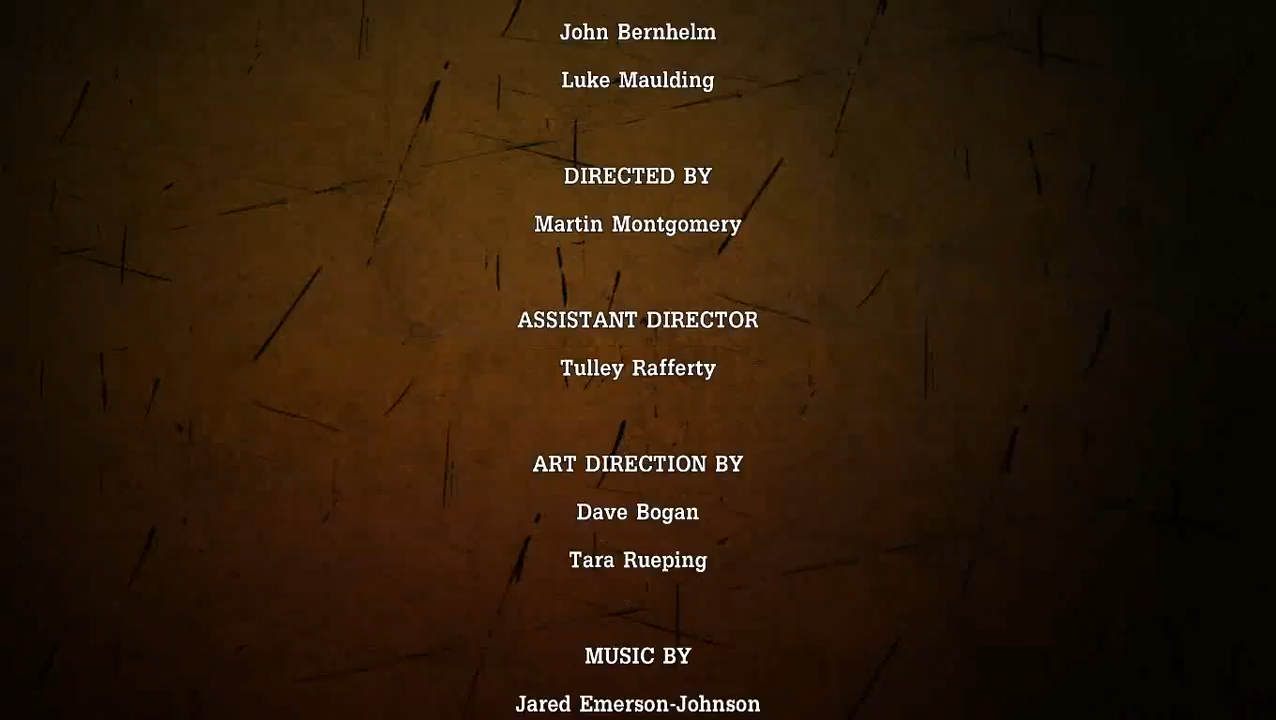 John Bernhelm
Luke Maulding
DIRECTED BY
Martin Montgomery
ASSISTANT DIRECTOR
Tulley Rafferty
ART DIRECTION BY
Dave Bogan
Tara Rueping
MUSIC BY
Jared Emerson-Johnson